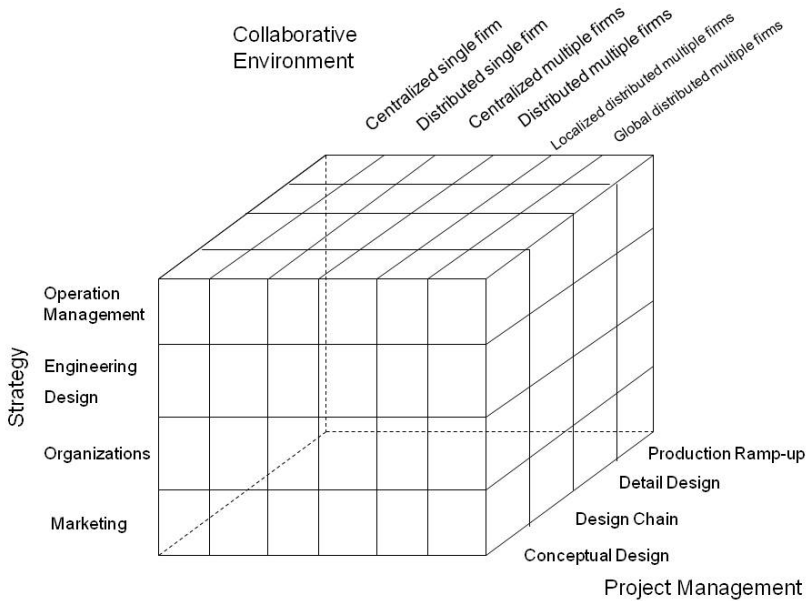 Collaborative
Environment
Centralized single firm
Distributed single firm
Centralized multiple firms
Distributed multiple firms
Localized distributed multiple firms
Global distributed multiple firms
Strategy
Operation
Management
Engineering
Design
Organizations
Marketing
Production Ramp-up
Detail Design
Design Chain
Conceptual Design
Project Management